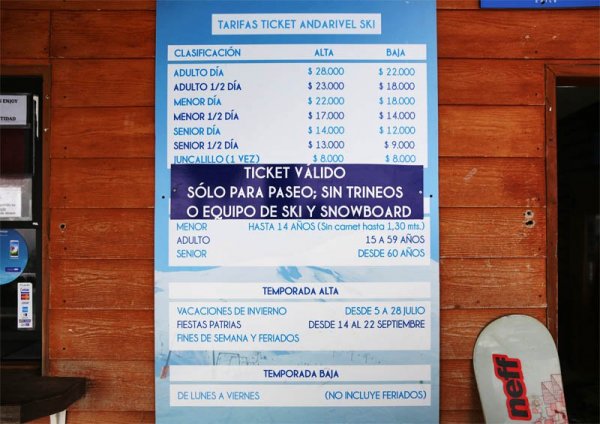 TARIFAS TICKET ANDARIVEL SKI
CLASIFICACIÓN ALTA BAJA
ADULTO DÍA $ 28.000 $ 22.000
ADULTO 1/2 DÍA $ 23.000 $ 18.000
MENOR DÍA $ 22.000 $ 18.000
MENOR 1/2 DÍA $ 17.000 $ 14.000
SENIOR DÍA $ 14.000 $ 12.000
SENIOR 1/2 DÍA $ 13.000 $ 9.000
JUNCALILLO (1 VEZ) $ 8.000 $ 8.000
TICKET VÁLIDO
SÓLO PARA PASEO; SIN TRINEOS
O EQUIPO DE SKI Y SNOWBOARD
MENOR HASTA 14 AÑOS (Sin carnet hasta 1,30 mts.)
ADULTO 15 A 59 AÑOS
SENIOR DESDE 60 AÑOS
TEMPORADA ALTA
VACACIONES DE INVIERNO DESDE 5 A 28 JULIO
FIESTAS PATRIAS DESDE 14 AL 22 SEPTIEMBRE
FINES DE SEMANA Y FERIADOS
TEMPORADA BAJA
DE LUNES A VIERNES (NO INCLUYE FERIADOS)
ENJOY
neff